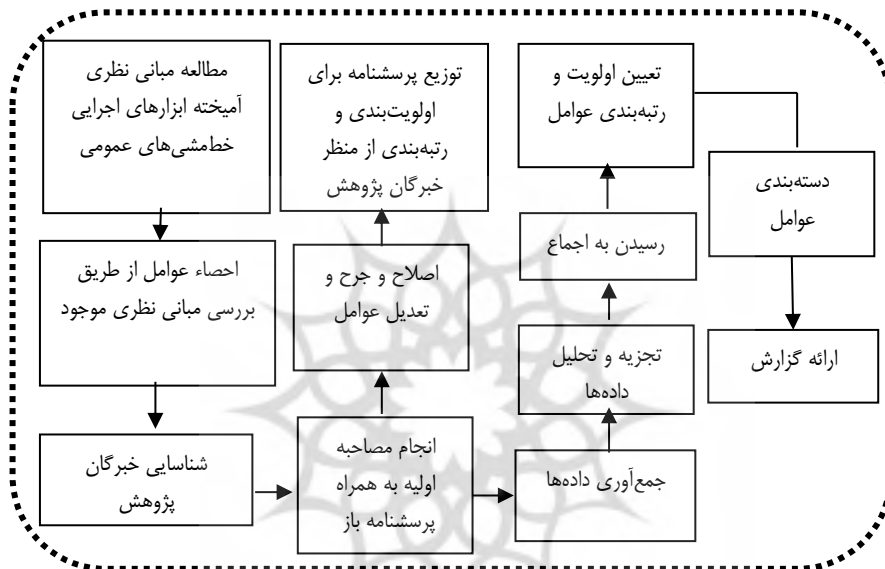 مطالعه مبانی نظری
آمیخته ابزارهای اجرایی
خط‌مشی‌های عمومی
احصاء عوامل از طریق
بررسی مبانی نظری موجود
شناسایی خبرگان
پژوهش
انجام مصاحبه
اولیه به همراه
پرسشنامه باز
اصلاح و جرح و
تعدیل عوامل
توزیع پرسشنامه برای
اولویت‌بندی و
رتبه‌بندی از منظر
خبرگان پژوهش
جمع‌آوری داده‌ها
تجزیه و تحلیل
داده‌ها
رسیدن به اجماع
تعیین اولویت و
رتبه‌بندی عوامل
دسته‌بندی
عوامل
ارائه گزارش